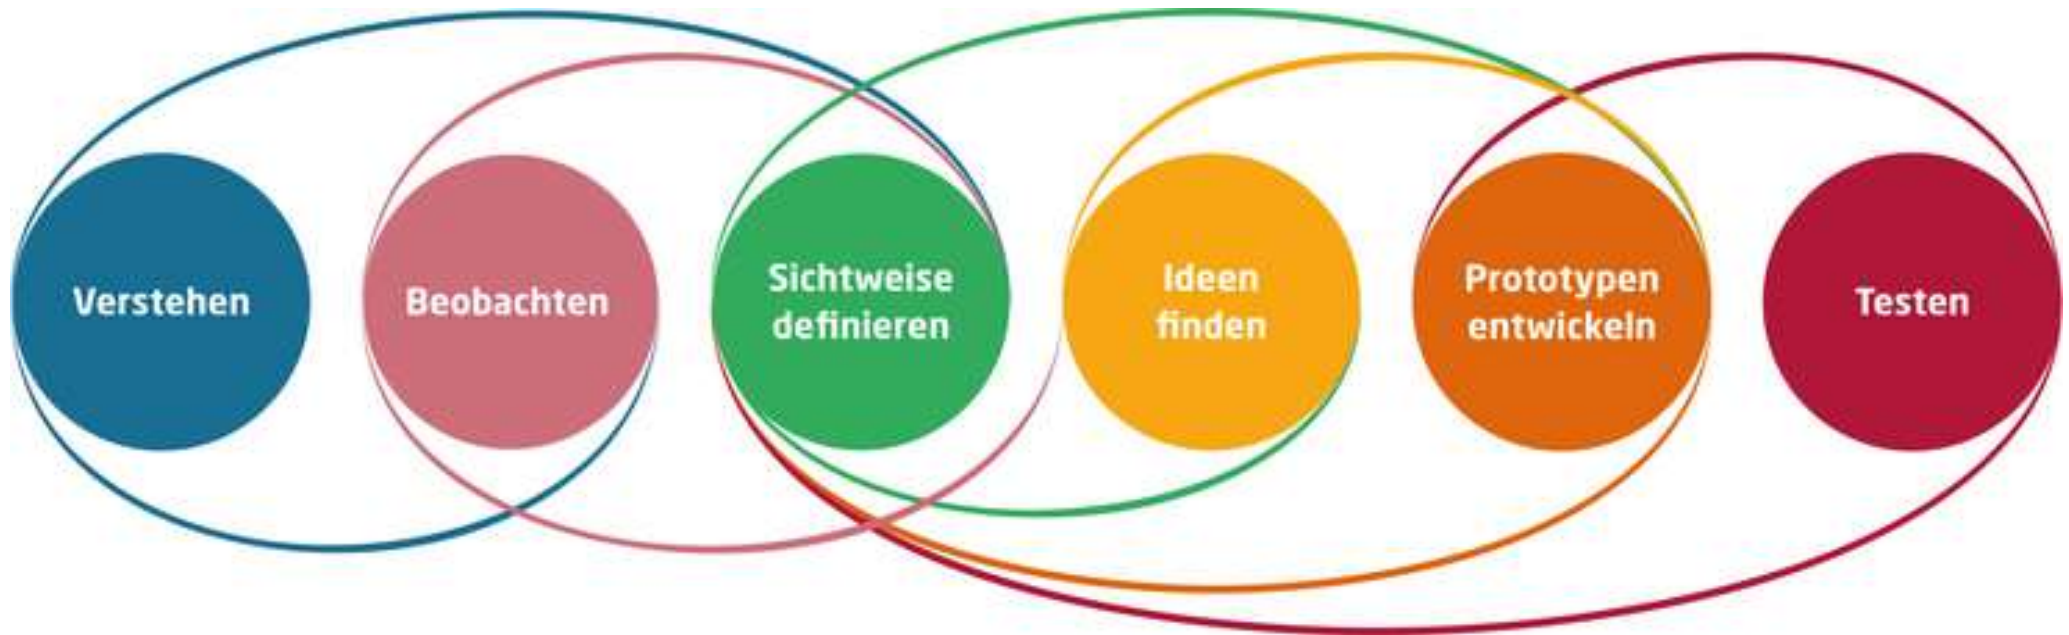 Verstehen
Beobachten
Sichtweise
definieren
Ideen
finden
Prototypen
entwickeln
Testen